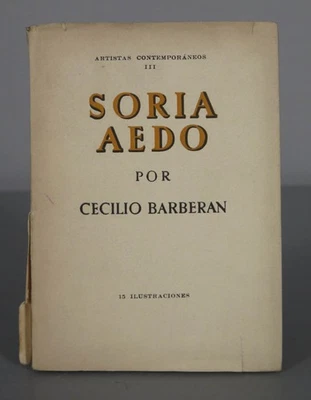 ARTISTAS CONTEMPORÁNEOS
III
SORIA
AEDO
POR
CECILIO BARBERAN
15 ILUSTRACIONES